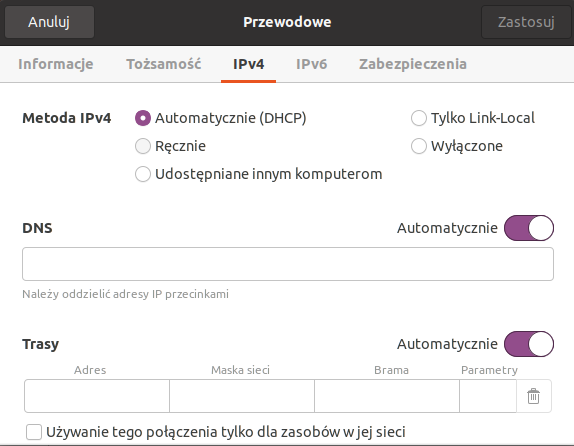 Anuluj Przewodowe Zastosuj
Informacje Tożsamość IPv4 IPv6 Zabezpieczenia
Metoda IPv4 Automatycznie (DHCP) Tylko Link-Local
Ręcznie Wyłączone
Udostępniane innym komputerom
DNS Automatycznie
Należy oddzielić adresy IP przecinkami
Trasy Automatycznie
Adres Maska sieci Brama Parametry
Używanie tego połączenia tylko dla zasobów w jej sieci